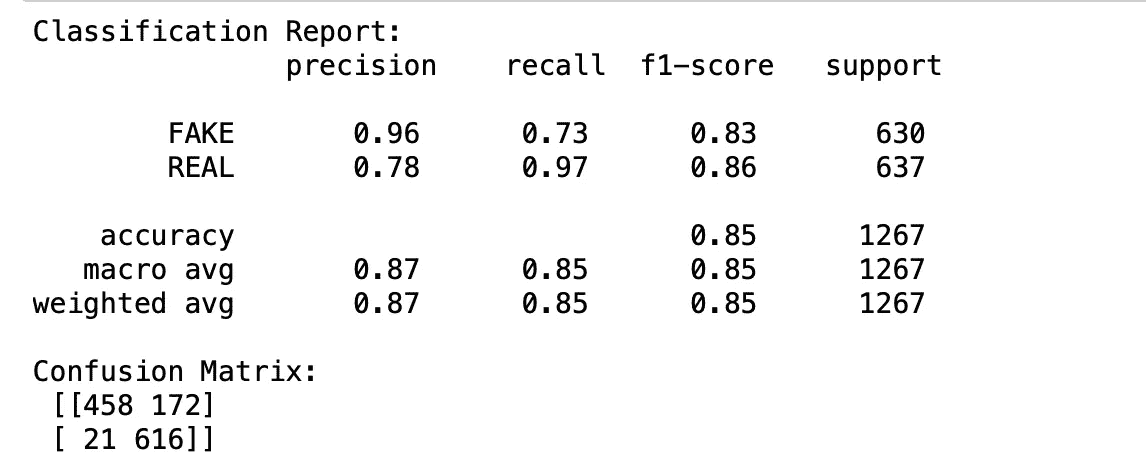 Classification Report:
precision recall f1-score support
FAKE 0.96 0.73 0.83 630
REAL 0.78 0.97 0.86 637
accuracy 0.85 1267
macro avg 0.87 0.85 0.85 1267
weighted avg 0.87 0.85 0.85 1267
Confusion Matrix:
[[458 172]
[ 21 616]]